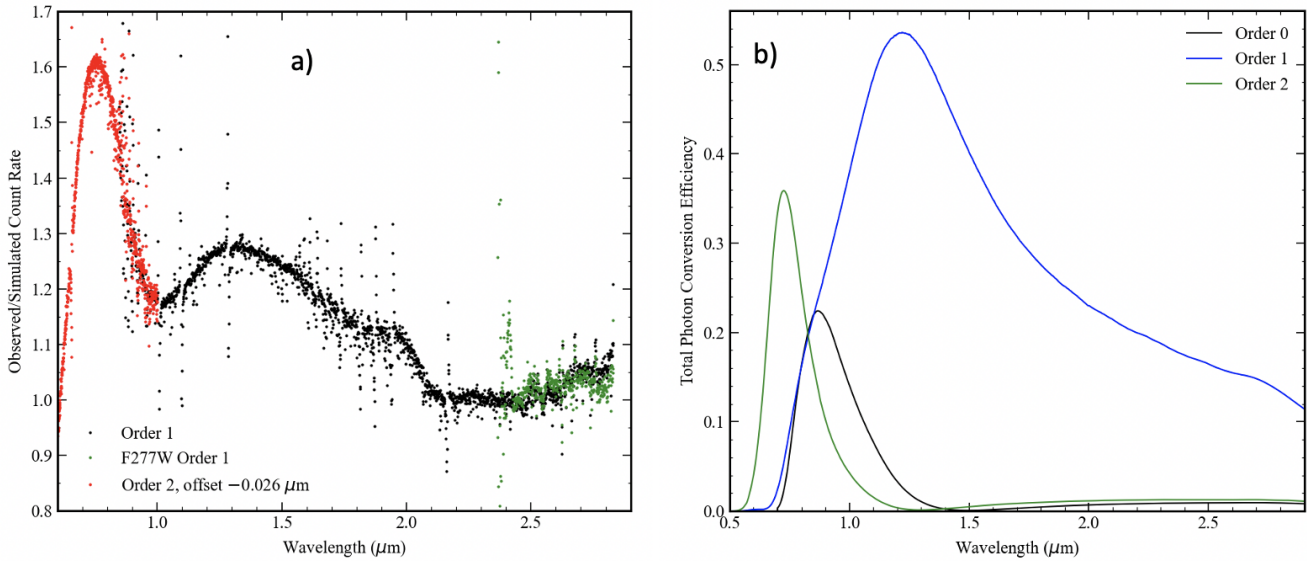 a)
1.7
1.6
1.5
1.4
1.3
1.2
1.1
1.0
0.9
0.8
Observed/Simulated Count Rate
Order 1
F277W Order 1
Order 2, offset −0.026 μm
1.0 1.5 2.0 2.5
Wavelength (μm)
b)
Order 0
Order 1
Order 2
0.5
0.4
0.3
0.2
0.1
0.0
Total Photon Conversion Efficiency
0.5 1.0 1.5 2.0 2.5
Wavelength (μm)